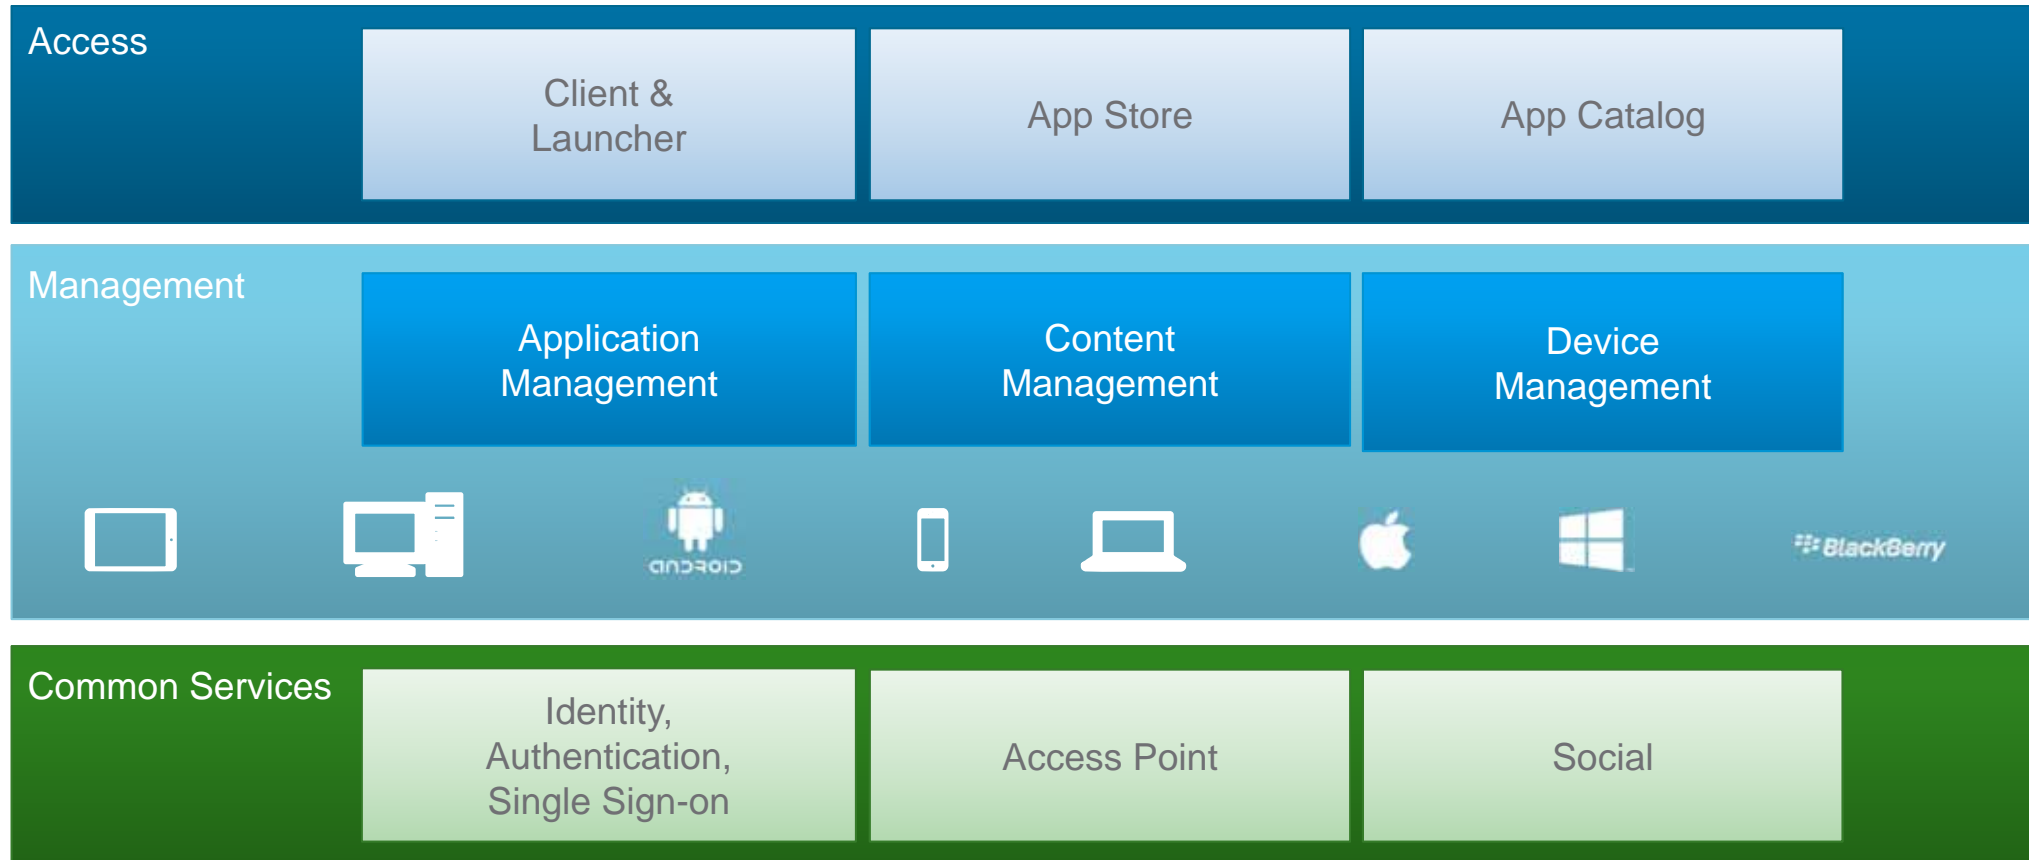 Access
Client &
Launcher
App Store
App Catalog
Management
Application
Management
Content
Management
Device
Management
ANDROID
BlackBerry
Common Services
Identity,
Authentication,
Single Sign-on
Access Point
Social